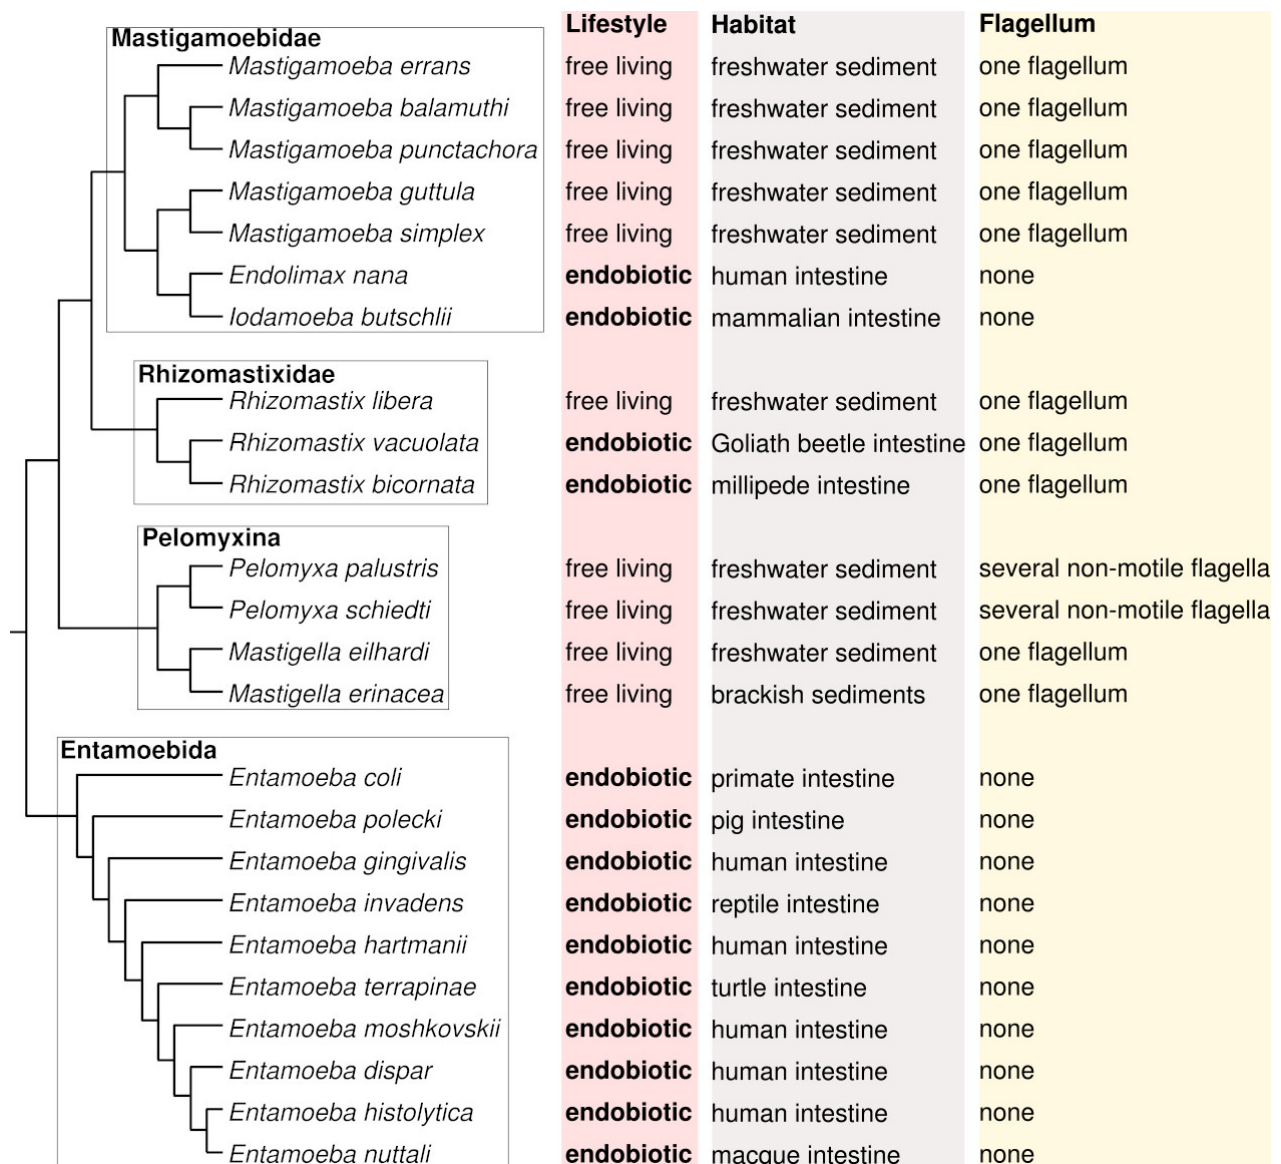 Lifestyle Habitat Flagellum
Mastigamoebidae
Mastigamoeba errans free living freshwater sediment one flagellum
Mastigamoeba balamuthi free living freshwater sediment one flagellum
Mastigamoeba punctachora free living freshwater sediment one flagellum
Mastigamoeba guttula free living freshwater sediment one flagellum
Mastigamoeba simplex free living freshwater sediment one flagellum
Endolimax nana endobiotic human intestine none
Iodamoeba butschlii endobiotic mammalian intestine none
Rhizomastixidae
Rhizomastix libera free living freshwater sediment one flagellum
Rhizomastix vacuolata endobiotic Goliath beetle intestine one flagellum
Rhizomastix bicornata endobiotic millipede intestine one flagellum
Pelomyxina
Pelomyxa palustris free living freshwater sediment several non-motile flagella
Pelomyxa schiedti free living freshwater sediment several non-motile flagella
Mastigella eilhardi free living freshwater sediment one flagellum
Mastigella erinacea free living brackish sediments one flagellum
Entamoebida
Entamoeba coli endobiotic primate intestine none
Entamoeba polecki endobiotic pig intestine none
Entamoeba gingivalis endobiotic human intestine none
Entamoeba invadens endobiotic reptile intestine none
Entamoeba hartmanii endobiotic human intestine none
Entamoeba terrapinae endobiotic turtle intestine none
Entamoeba moshkovskii endobiotic human intestine none
Entamoeba dispar endobiotic human intestine none
Entamoeba histolytica endobiotic human intestine none
Entamoeba nuttali endobiotic macque intestine none